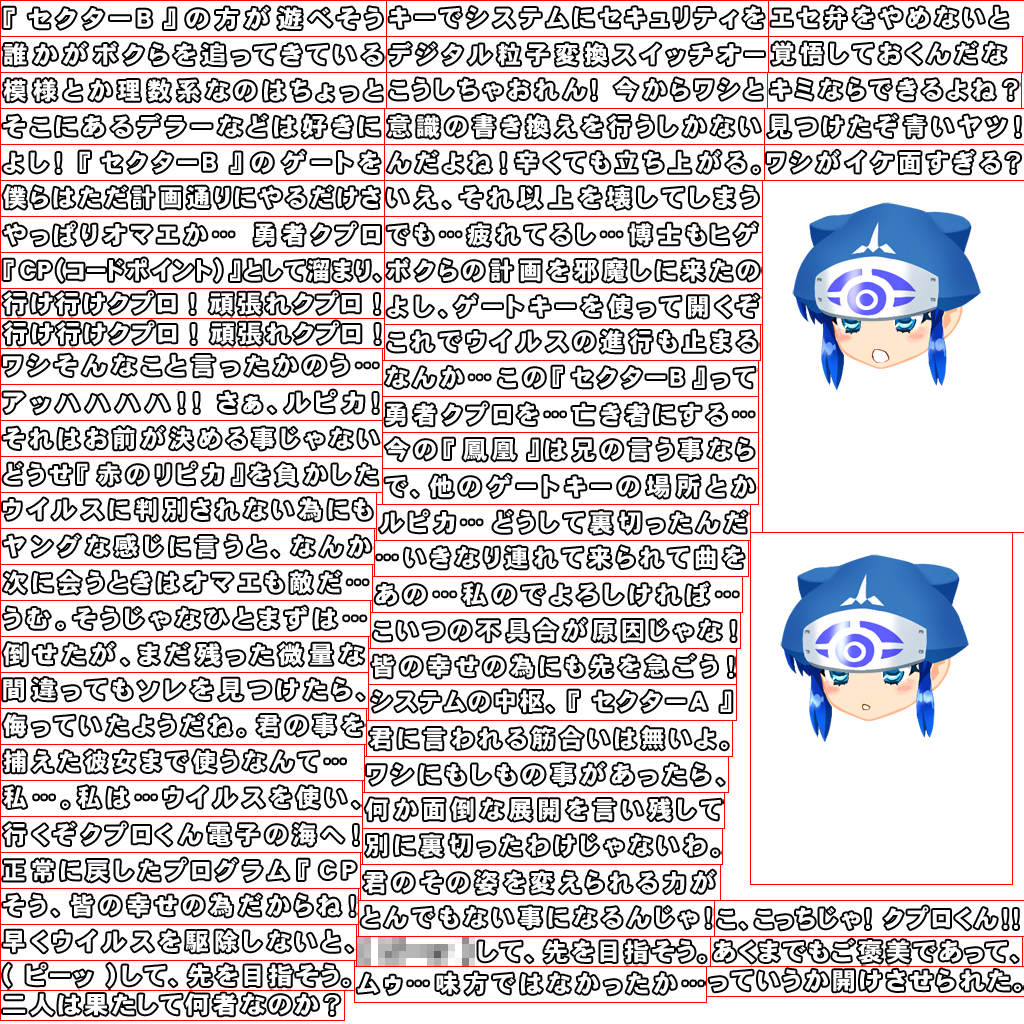 『 セクターB 』の方が遊べそう
誰かがボクらを追ってきている
模様とか理数系なのはちょっと
そこにあるデラーなどは好きに
よし！『 セクターB 』のゲートを
僕らはただ計画通りにやるだけさ
やっぱりオマエか… 勇者クプロ
『CP（コードポイント）』として溜まり、
行け行けクプロ！ 頑張れクプロ！
行け行けクプロ！ 頑張れクプロ！
ワシそんなこと言ったかのう…
アッハハハハ！！ さぁ、ルピカ！
それはお前が決める事じゃない
どうせ『 赤のリピカ 』を負かした
ウイルスに判別されない為にも
ヤングな感じに言うと、なんか
次に会うときはオマエも敵だ…
うむ。そうじゃなひとまずは…
倒せたが、まだ残った微量な
間違ってもソレを見つけたら、
侮っていたようだね。君の事を
捕えた彼女まで使うなんて…
私…。私は…ウイルスを使い、
行くぞクプロくん電子の海へ！
正常に戻したプログラム『 CP
そう、皆の幸せの為だからね！
早くウイルスを駆除しないと、
（ ピーッ ）して、先を目指そう。
二人は果たして何者なのか？
キーでシステムにセキュリティを
デジタル粒子変換スイッチオー
こうしちゃおれん！ 今からワシと
意識の書き換えを行うしかない
んだよね！辛くても立ち上がる。
いえ、それ以上を壊してしまう
でも…疲れてるし…博士もヒゲ
ボクらの計画を邪魔しに来たの
よし、ゲートキーを使って開くぞ
これでウイルスの進行も止まる
なんか…この『 セクターB 』って
勇者クプロを…亡き者にする…
今の『 鳳凰 』は兄の言う事なら
で、他のゲートキーの場所とか
ルピカ… どうして裏切ったんだ
…いきなり連れて来られて曲を
あの…私のでよろしければ…
こいつの不具合が原因じゃな！
皆の幸せの為にも先を急ごう！
システムの中枢、『 セクターA 』
君に言われる筋合いは無いよ。
ワシにもしもの事があったら、
何か面倒な展開を言い残して
別に裏切ったわけじゃないわ。
君のその姿を変えられる力が
とんでもない事になるんじゃ！
して、先を目指そう。
ムゥ…味方ではなかったか…
エセ弁をやめないと
覚悟しておくんだな
キミならできるよね？
見つけたぞ青いヤツ！
ワシがイケ面すぎる？
こ、こっちじゃ！ クプロくん！！
あくまでもご褒美であって、
っていうか開けさせられた。